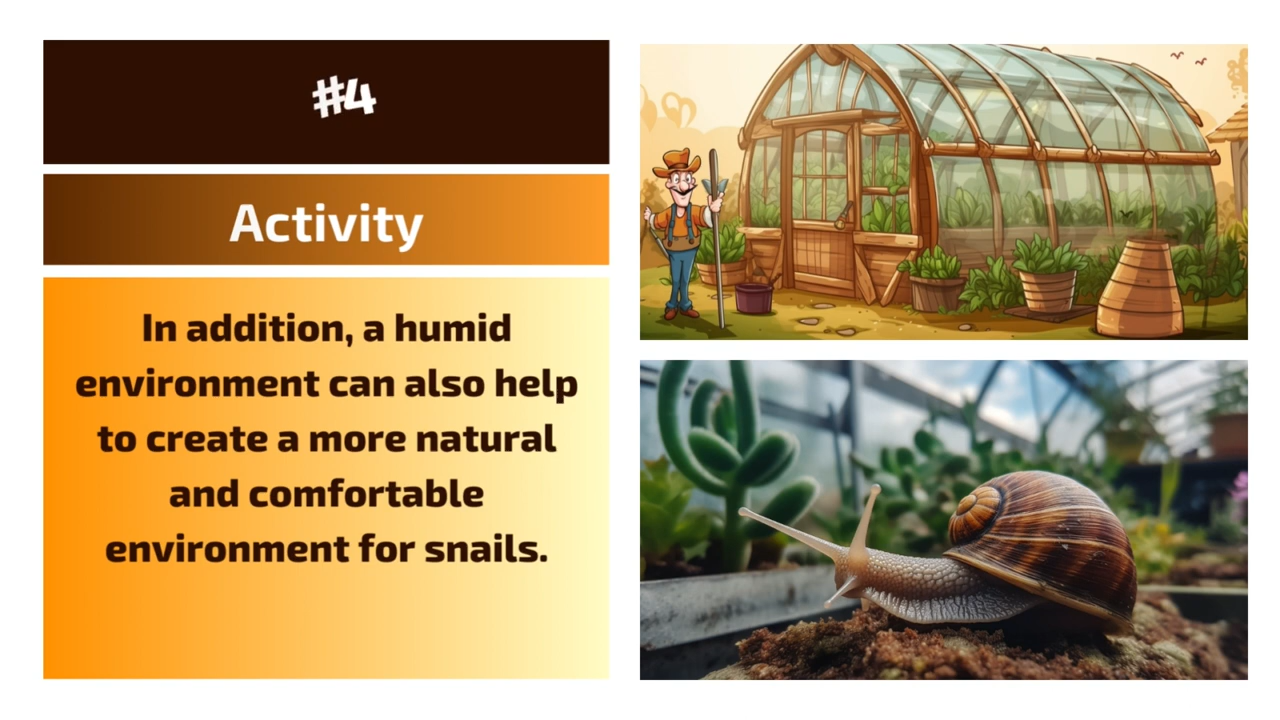 #4
Activity
In addition, a humid
environment can also help
to create a more natural
and comfortable
environment for snails.